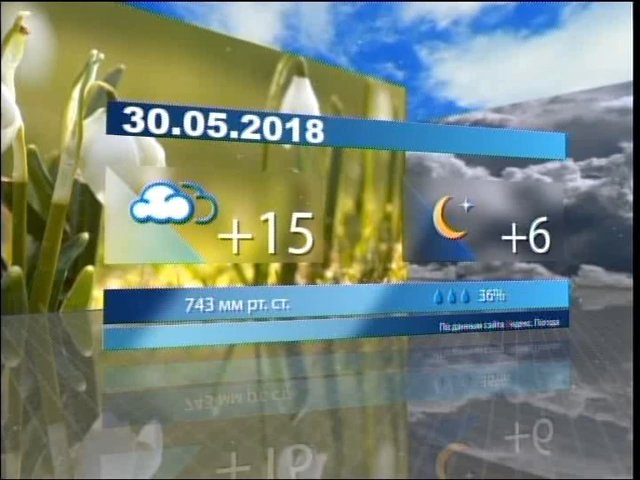 30.05.2018
+15
+6
743 мм рт. ст.
36%
По данным сайта Яндекс. Погода